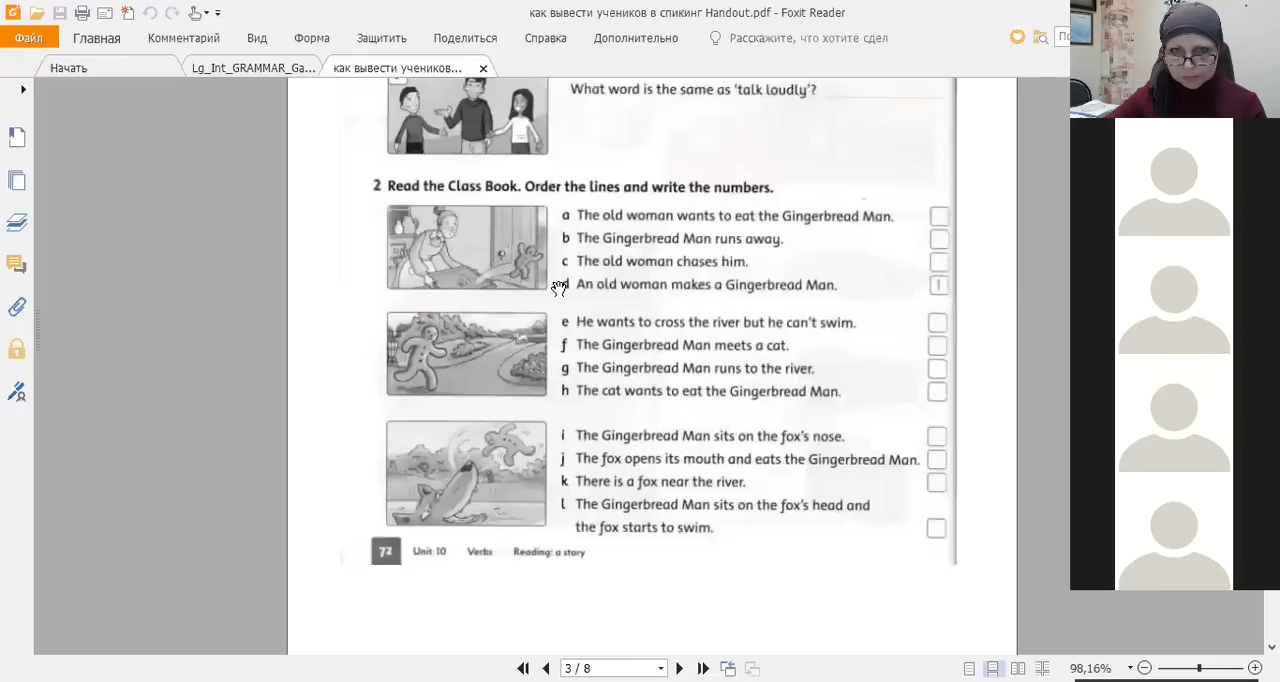 как вывести учеников в спикинг Handout.pdf - Foxit Reader
Файл Главная Комментарий Вид Форма Защитить Поделиться Справка Дополнительно Расскажите, что хотите сдел
Начать Lg_Int_GRAMMAR_Ga... как вывести учеников...
What word is the same as 'talk loudly'?
2 Read the Class Book. Order the lines and write the numbers.
a The old woman wants to eat the Gingerbread Man.
b The Gingerbread Man runs away.
c The old woman chases him.
d An old woman makes a Gingerbread Man. 1
e He wants to cross the river but he can't swim.
f The Gingerbread Man meets a cat.
g The Gingerbread Man runs to the river.
h The cat wants to eat the Gingerbread Man.
i The Gingerbread Man sits on the fox's nose.
j The fox opens its mouth and eats the Gingerbread Man.
k There is a fox near the river.
l The Gingerbread Man sits on the fox's head and
the fox starts to swim.
72 Unit 10 Verbs Reading: a story
3 / 8
98,16%